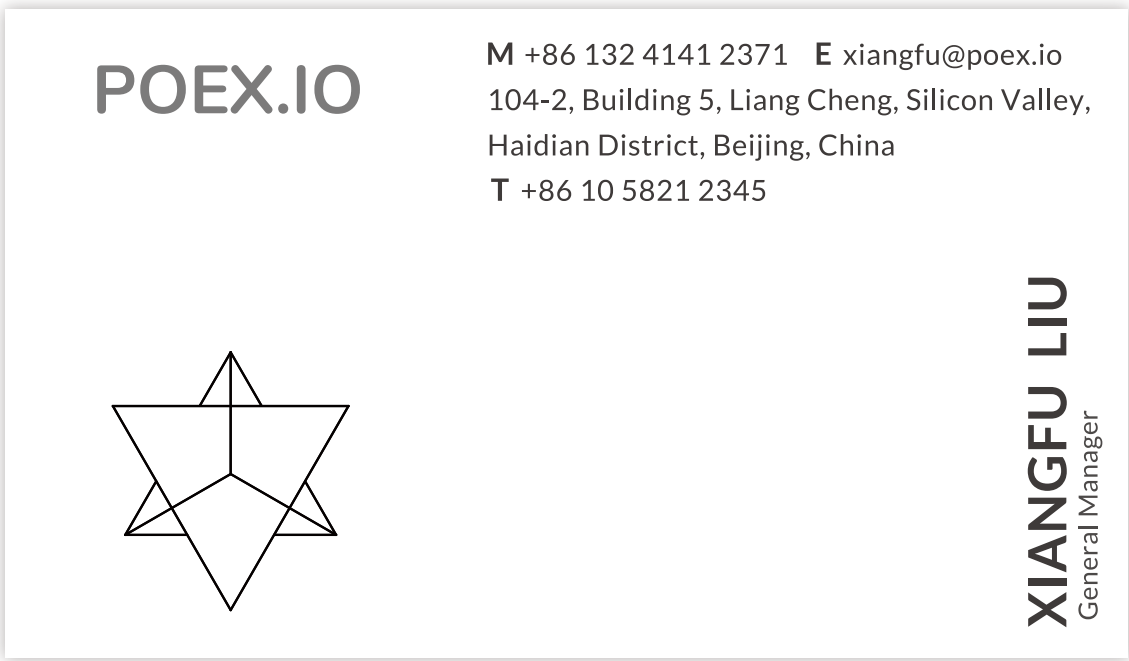 POEX.IO
M +86 132 4141 2371 E xiangfu@poex.io
104-2, Building 5, Liang Cheng, Silicon Valley,
Haidian District, Beijing, China
T +86 10 5821 2345
XIANGFU LIU
General Manager